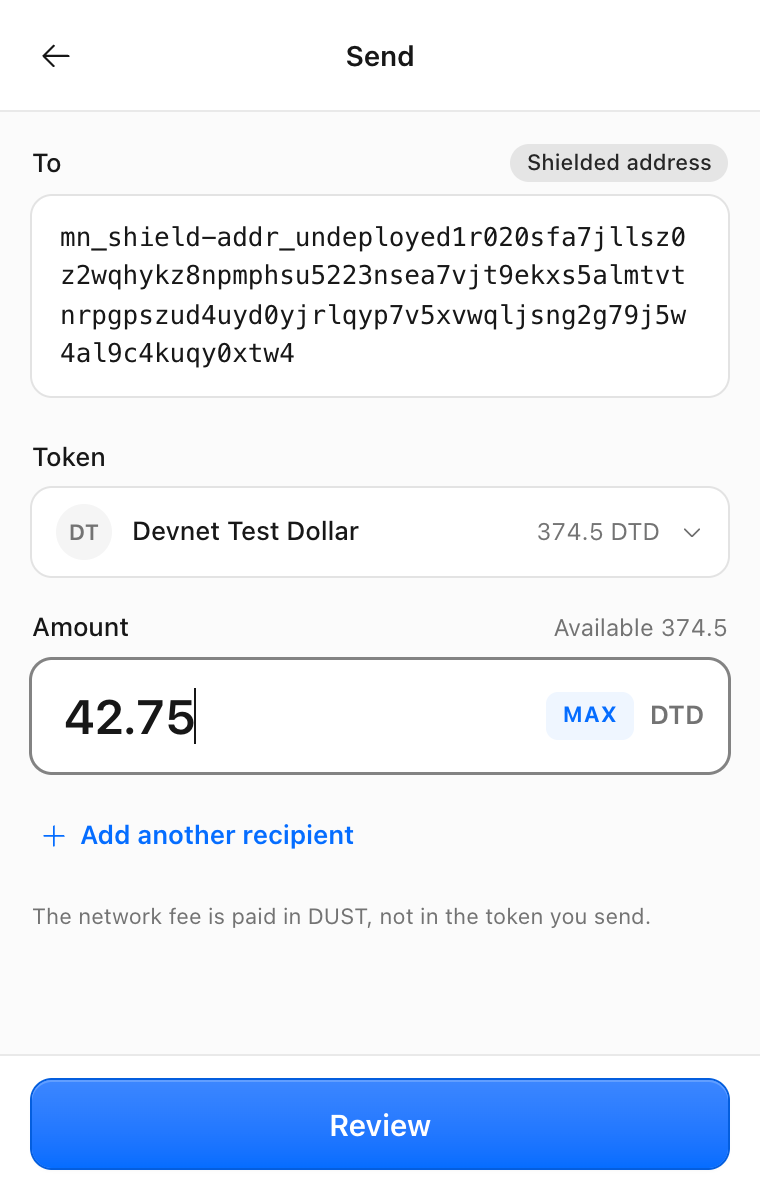 Send
To
Shielded address
mn_shield-addr_undeployed1r020sfa7jllsz0
z2wqhykz8npmphsu5223nsea7vjt9ekxs5almtvt
nrpgpszud4uyd0yjrlqyp7v5xvwqljsng2g79j5w
4al9c4kuqy0xtw4
Token
DT
Devnet Test Dollar
374.5 DTD
Amount
Available 374.5
42.75
MAX
DTD
+ Add another recipient
The network fee is paid in DUST, not in the token you send.
Review